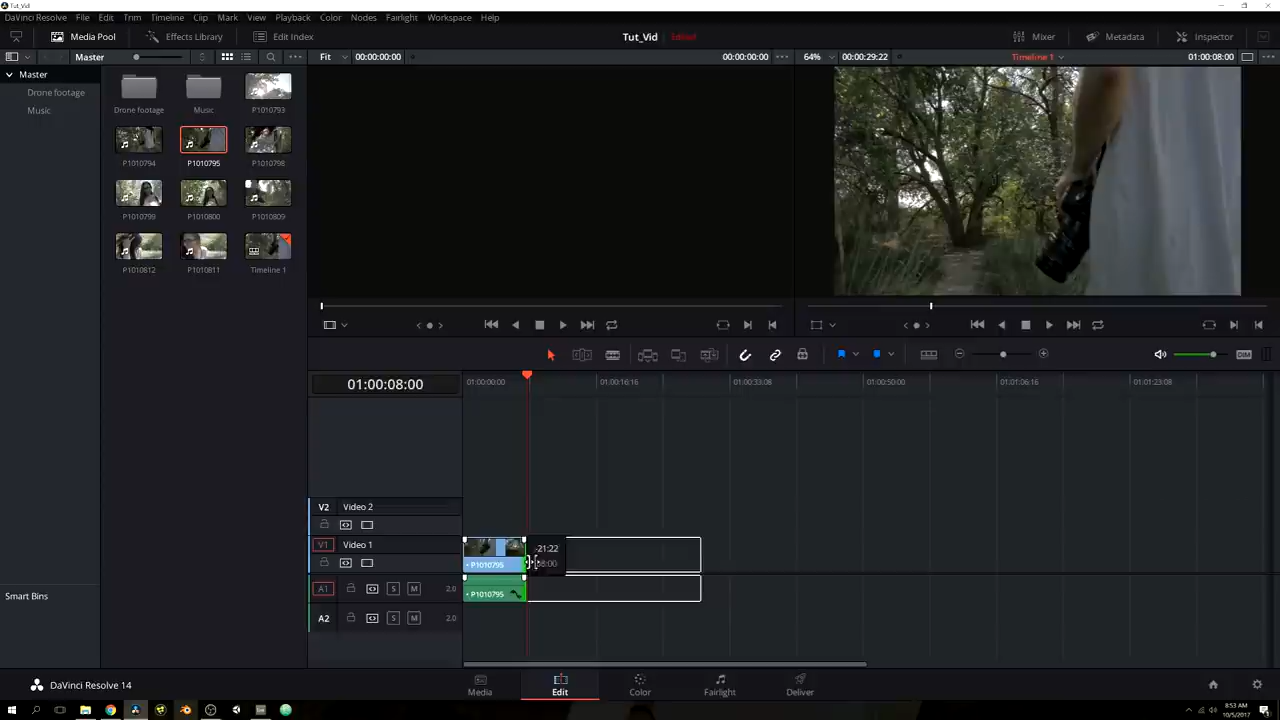 Tut_Vid
DaVinci Resolve File Edit Trim Timeline Clip Mark View Playback Color Nodes Fairlight Workspace Help
Media Pool Effects Library Edit Index Tut_Vid Edited Mixer Metadata Inspector
Master Fit 00:00:00:00 00:00:00:00 64% 00:00:29:22 Timeline 1 01:00:08:00
Master
Drone footage
Music
Drone footage Music P1010793
P1010794 P1010795 P1010798
P1010799 P1010800 P1010809
P1010812 P1010811 Timeline 1
DIM
01:00:08:00 01:00:00:00 01:00:16:16 01:00:33:08 01:00:50:00 01:01:06:16 01:01:23:08
V2 Video 2
V1 Video 1 -21:22
P1010795 08:00
A1 S M 2.0 P1010795
A2 S M 2.0
Smart Bins
DaVinci Resolve 14 Media Edit Color Fairlight Deliver
8:53 AM
10/5/2017